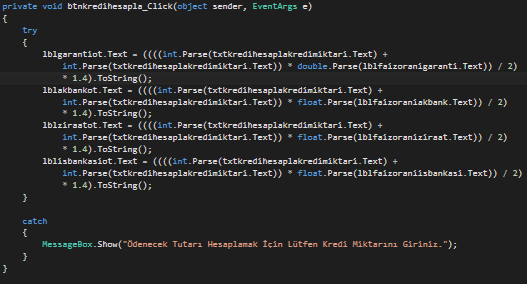 private void btnkredihesapla_Click(object sender, EventArgs e)
{
try
{
lblgarantiot.Text = ((((int.Parse(txtkredihesaplakredimiktari.Text) +
int.Parse(txtkredihesaplakredimiktari.Text)) * double.Parse(lblfaizoranigaranti.Text)) / 2)
* 1.4).ToString();
lblakbankot.Text = ((((int.Parse(txtkredihesaplakredimiktari.Text) +
int.Parse(txtkredihesaplakredimiktari.Text)) * float.Parse(lblfaizoraniakbank.Text)) / 2)
* 1.4).ToString();
lblziraatot.Text = ((((int.Parse(txtkredihesaplakredimiktari.Text) +
int.Parse(txtkredihesaplakredimiktari.Text)) * float.Parse(lblfaizoraniziraat.Text)) / 2)
* 1.4).ToString();
lblisbankasiot.Text = ((((int.Parse(txtkredihesaplakredimiktari.Text) +
int.Parse(txtkredihesaplakredimiktari.Text)) * float.Parse(lblfaizoraniisbankasi.Text)) / 2)
* 1.4).ToString();
}
catch
{
MessageBox.Show("Ödenecek Tutarı Hesaplamak İçin Lütfen Kredi Miktarını Giriniz.");
}
}